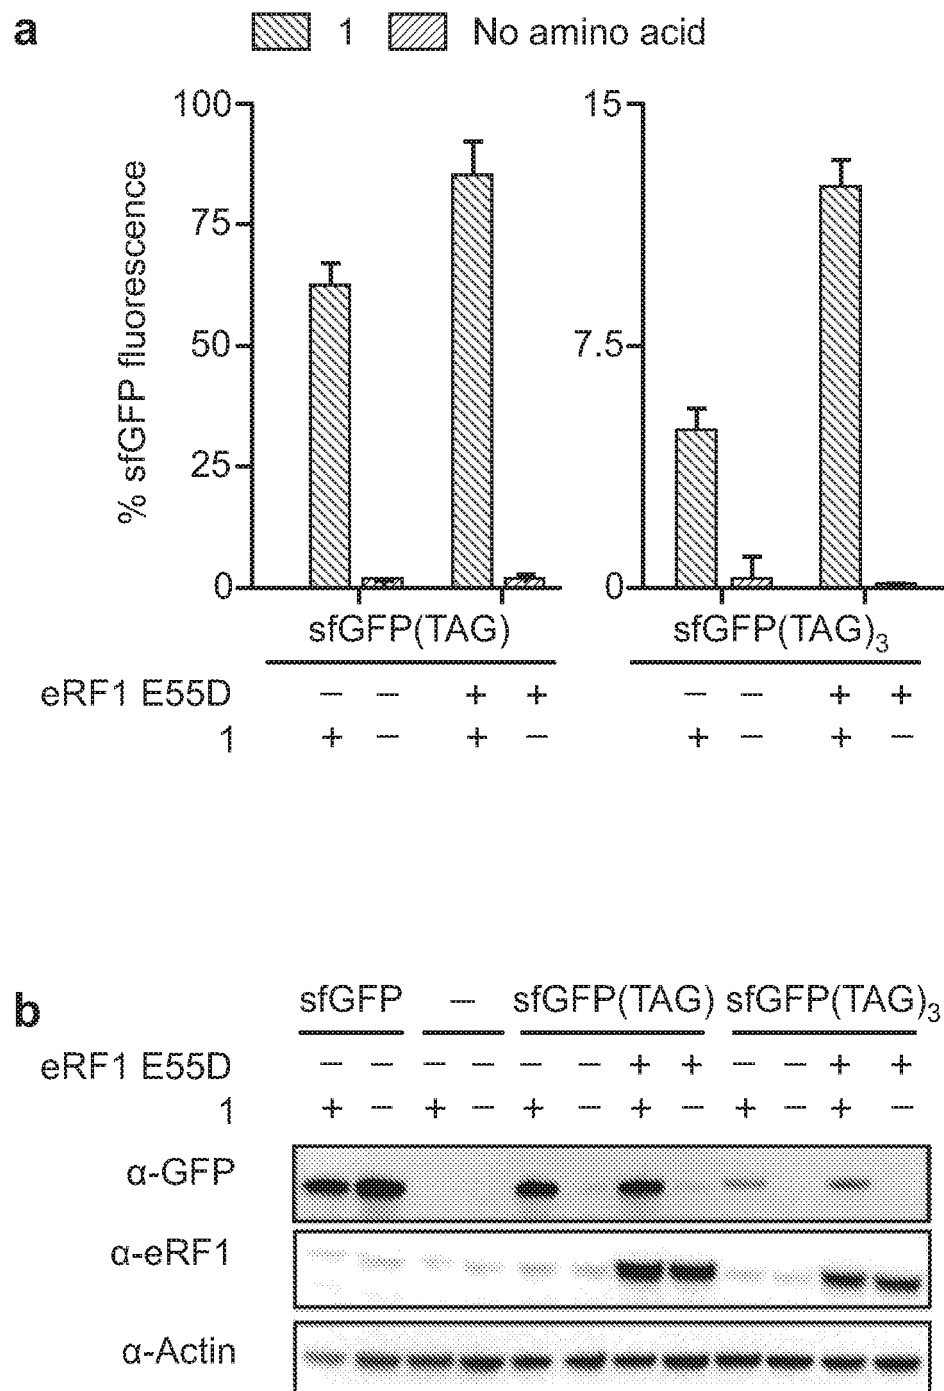 a
1 No amino acid
% sfGFP fluorescence
100
75
50
25
0
15
7.5
0
sfGFP(TAG) sfGFP(TAG)3
eRF1 E55D – – + + – – + +
1 + – + – + – + –
b
sfGFP – sfGFP(TAG) sfGFP(TAG)3
eRF1 E55D – – – – – – + + – – + +
1 + – + – + – + – + – + –
α-GFP
α-eRF1
α-Actin